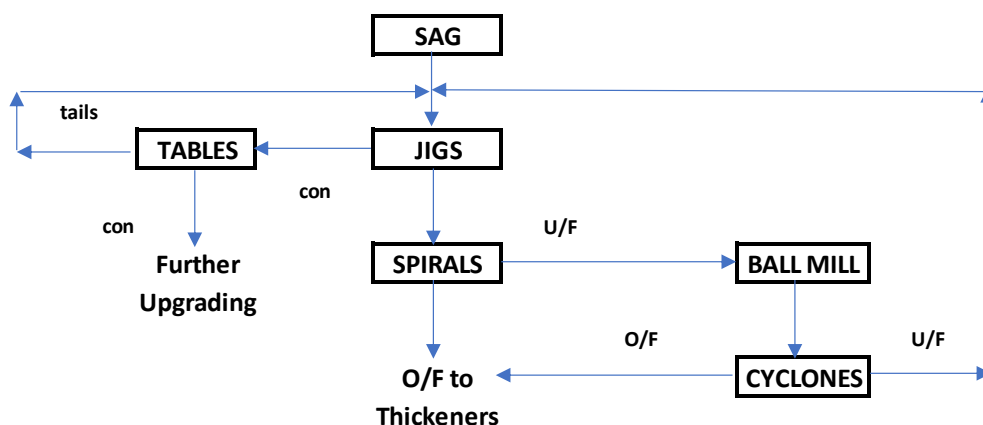 SAG
tails
TABLES
JIGS
con
con
U/F
Further
Upgrading
SPIRALS
BALL MILL
O/F
U/F
O/F to
Thickeners
CYCLONES